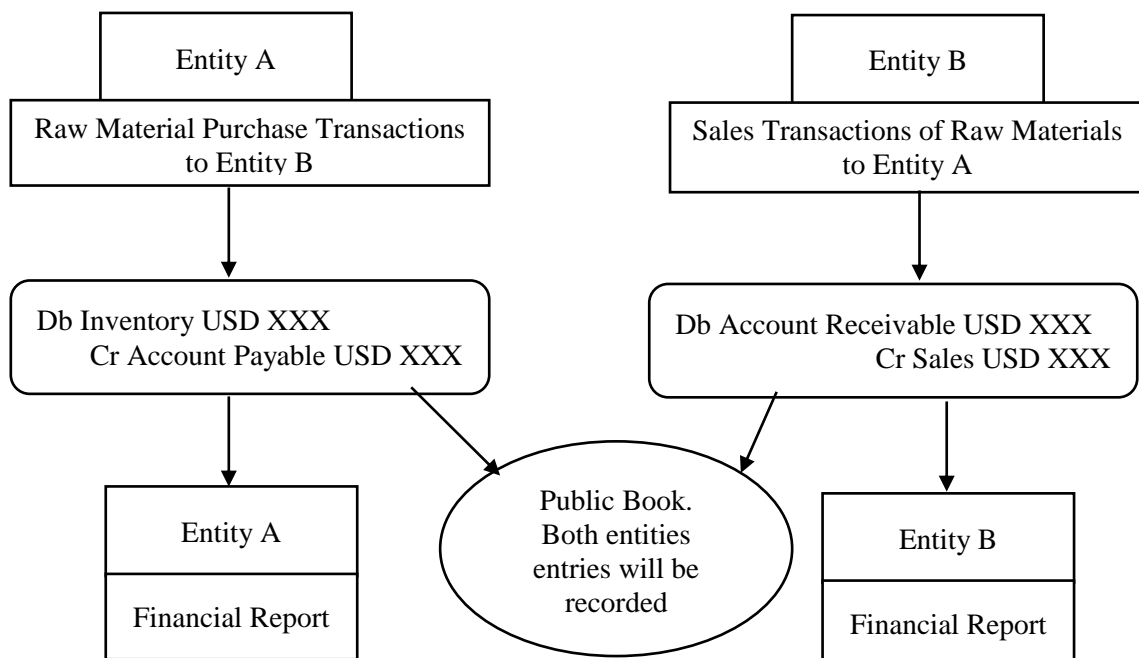 Entity A
Raw Material Purchase Transactions
to Entity B
Db Inventory USD XXX
Cr Account Payable USD XXX
Entity B
Sales Transactions of Raw Materials
to Entity A
Db Account Receivable USD XXX
Cr Sales USD XXX
Public Book.
Both entities
entries will be
recorded
Entity A
Financial Report
Entity B
Financial Report